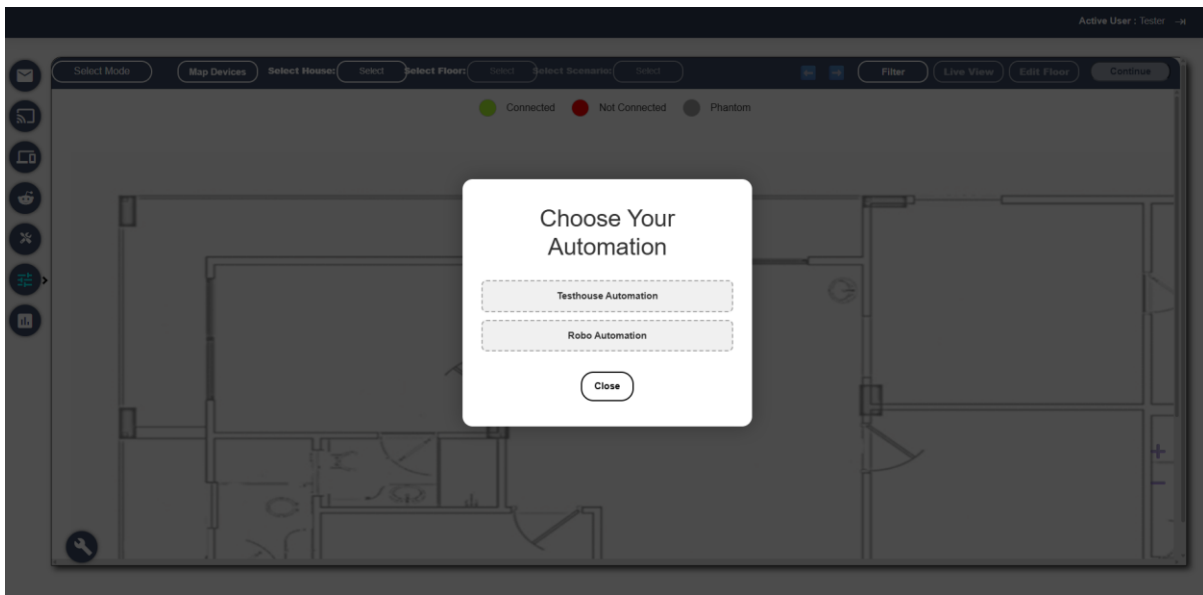 Active User : Tester
Select Mode Map Devices Select House: Select Select Floor: Select Select Scenario: Select Filter Live View Edit Floor Continue
Connected Not Connected Phantom
Choose Your
Automation
Testhouse Automation
Robo Automation
Close